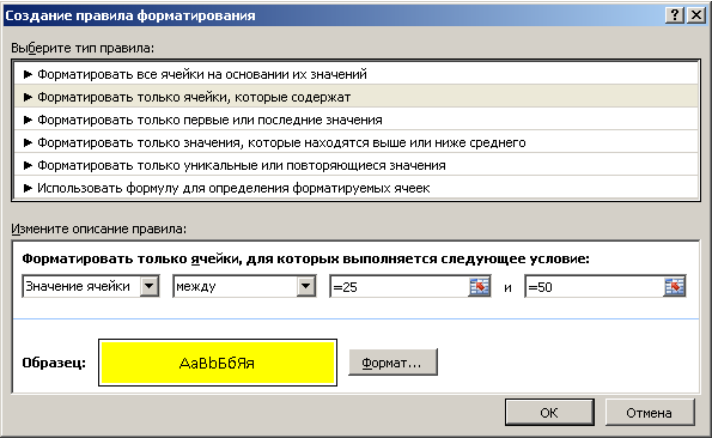 Создание правила форматирования
Выберите тип правила:
► Форматировать все ячейки на основании их значений
► Форматировать только ячейки, которые содержат
► Форматировать только первые или последние значения
► Форматировать только значения, которые находятся выше или ниже среднего
► Форматировать только уникальные или повторяющиеся значения
► Использовать формулу для определения форматируемых ячеек
Измените описание правила:
Форматировать только ячейки, для которых выполняется следующее условие:
Значение ячейки между =25 и =50
Образец: АаВbБбЯя Формат...
ОК Отмена